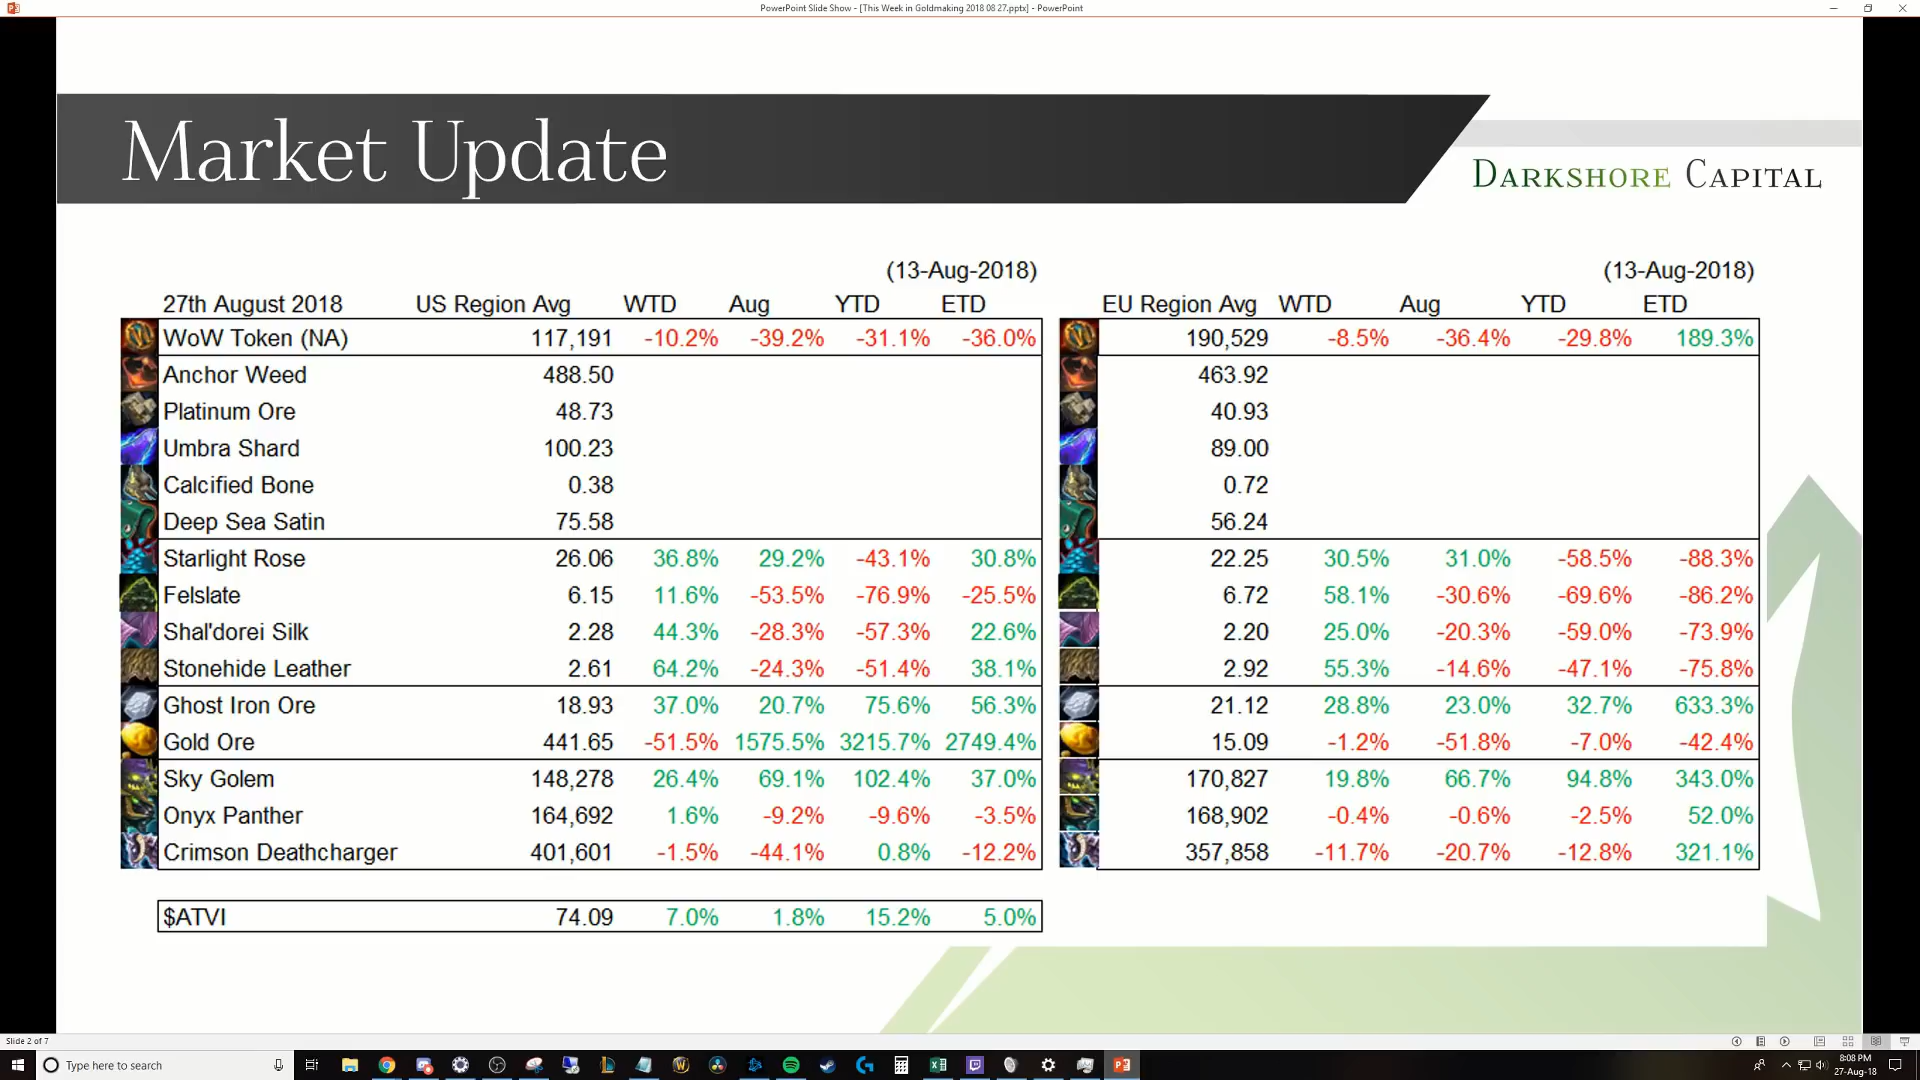 PowerPoint Slide Show - [This Week in Goldmaking 2018 08 27.pptx] - PowerPoint
Market Update
DARKSHORE CAPITAL
(13-Aug-2018) (13-Aug-2018)
27th August 2018 US Region Avg WTD Aug YTD ETD EU Region Avg WTD Aug YTD ETD
WoW Token (NA) 117,191 -10.2% -39.2% -31.1% -36.0% 190,529 -8.5% -36.4% -29.8% 189.3%
Anchor Weed 488.50 463.92
Platinum Ore 48.73 40.93
Umbra Shard 100.23 89.00
Calcified Bone 0.38 0.72
Deep Sea Satin 75.58 56.24
Starlight Rose 26.06 36.8% 29.2% -43.1% 30.8% 22.25 30.5% 31.0% -58.5% -88.3%
Felslate 6.15 11.6% -53.5% -76.9% -25.5% 6.72 58.1% -30.6% -69.6% -86.2%
Shal'dorei Silk 2.28 44.3% -28.3% -57.3% 22.6% 2.20 25.0% -20.3% -59.0% -73.9%
Stonehide Leather 2.61 64.2% -24.3% -51.4% 38.1% 2.92 55.3% -14.6% -47.1% -75.8%
Ghost Iron Ore 18.93 37.0% 20.7% 75.6% 56.3% 21.12 28.8% 23.0% 32.7% 633.3%
Gold Ore 441.65 -51.5% 1575.5% 3215.7% 2749.4% 15.09 -1.2% -51.8% -7.0% -42.4%
Sky Golem 148,278 26.4% 69.1% 102.4% 37.0% 170,827 19.8% 66.7% 94.8% 343.0%
Onyx Panther 164,692 1.6% -9.2% -9.6% -3.5% 168,902 -0.4% -0.6% -2.5% 52.0%
Crimson Deathcharger 401,601 -1.5% -44.1% 0.8% -12.2% 357,858 -11.7% -20.7% -12.8% 321.1%
$ATVI 74.09 7.0% 1.8% 15.2% 5.0%
Slide 2 of 7
Type here to search
8:08 PM
27-Aug-18